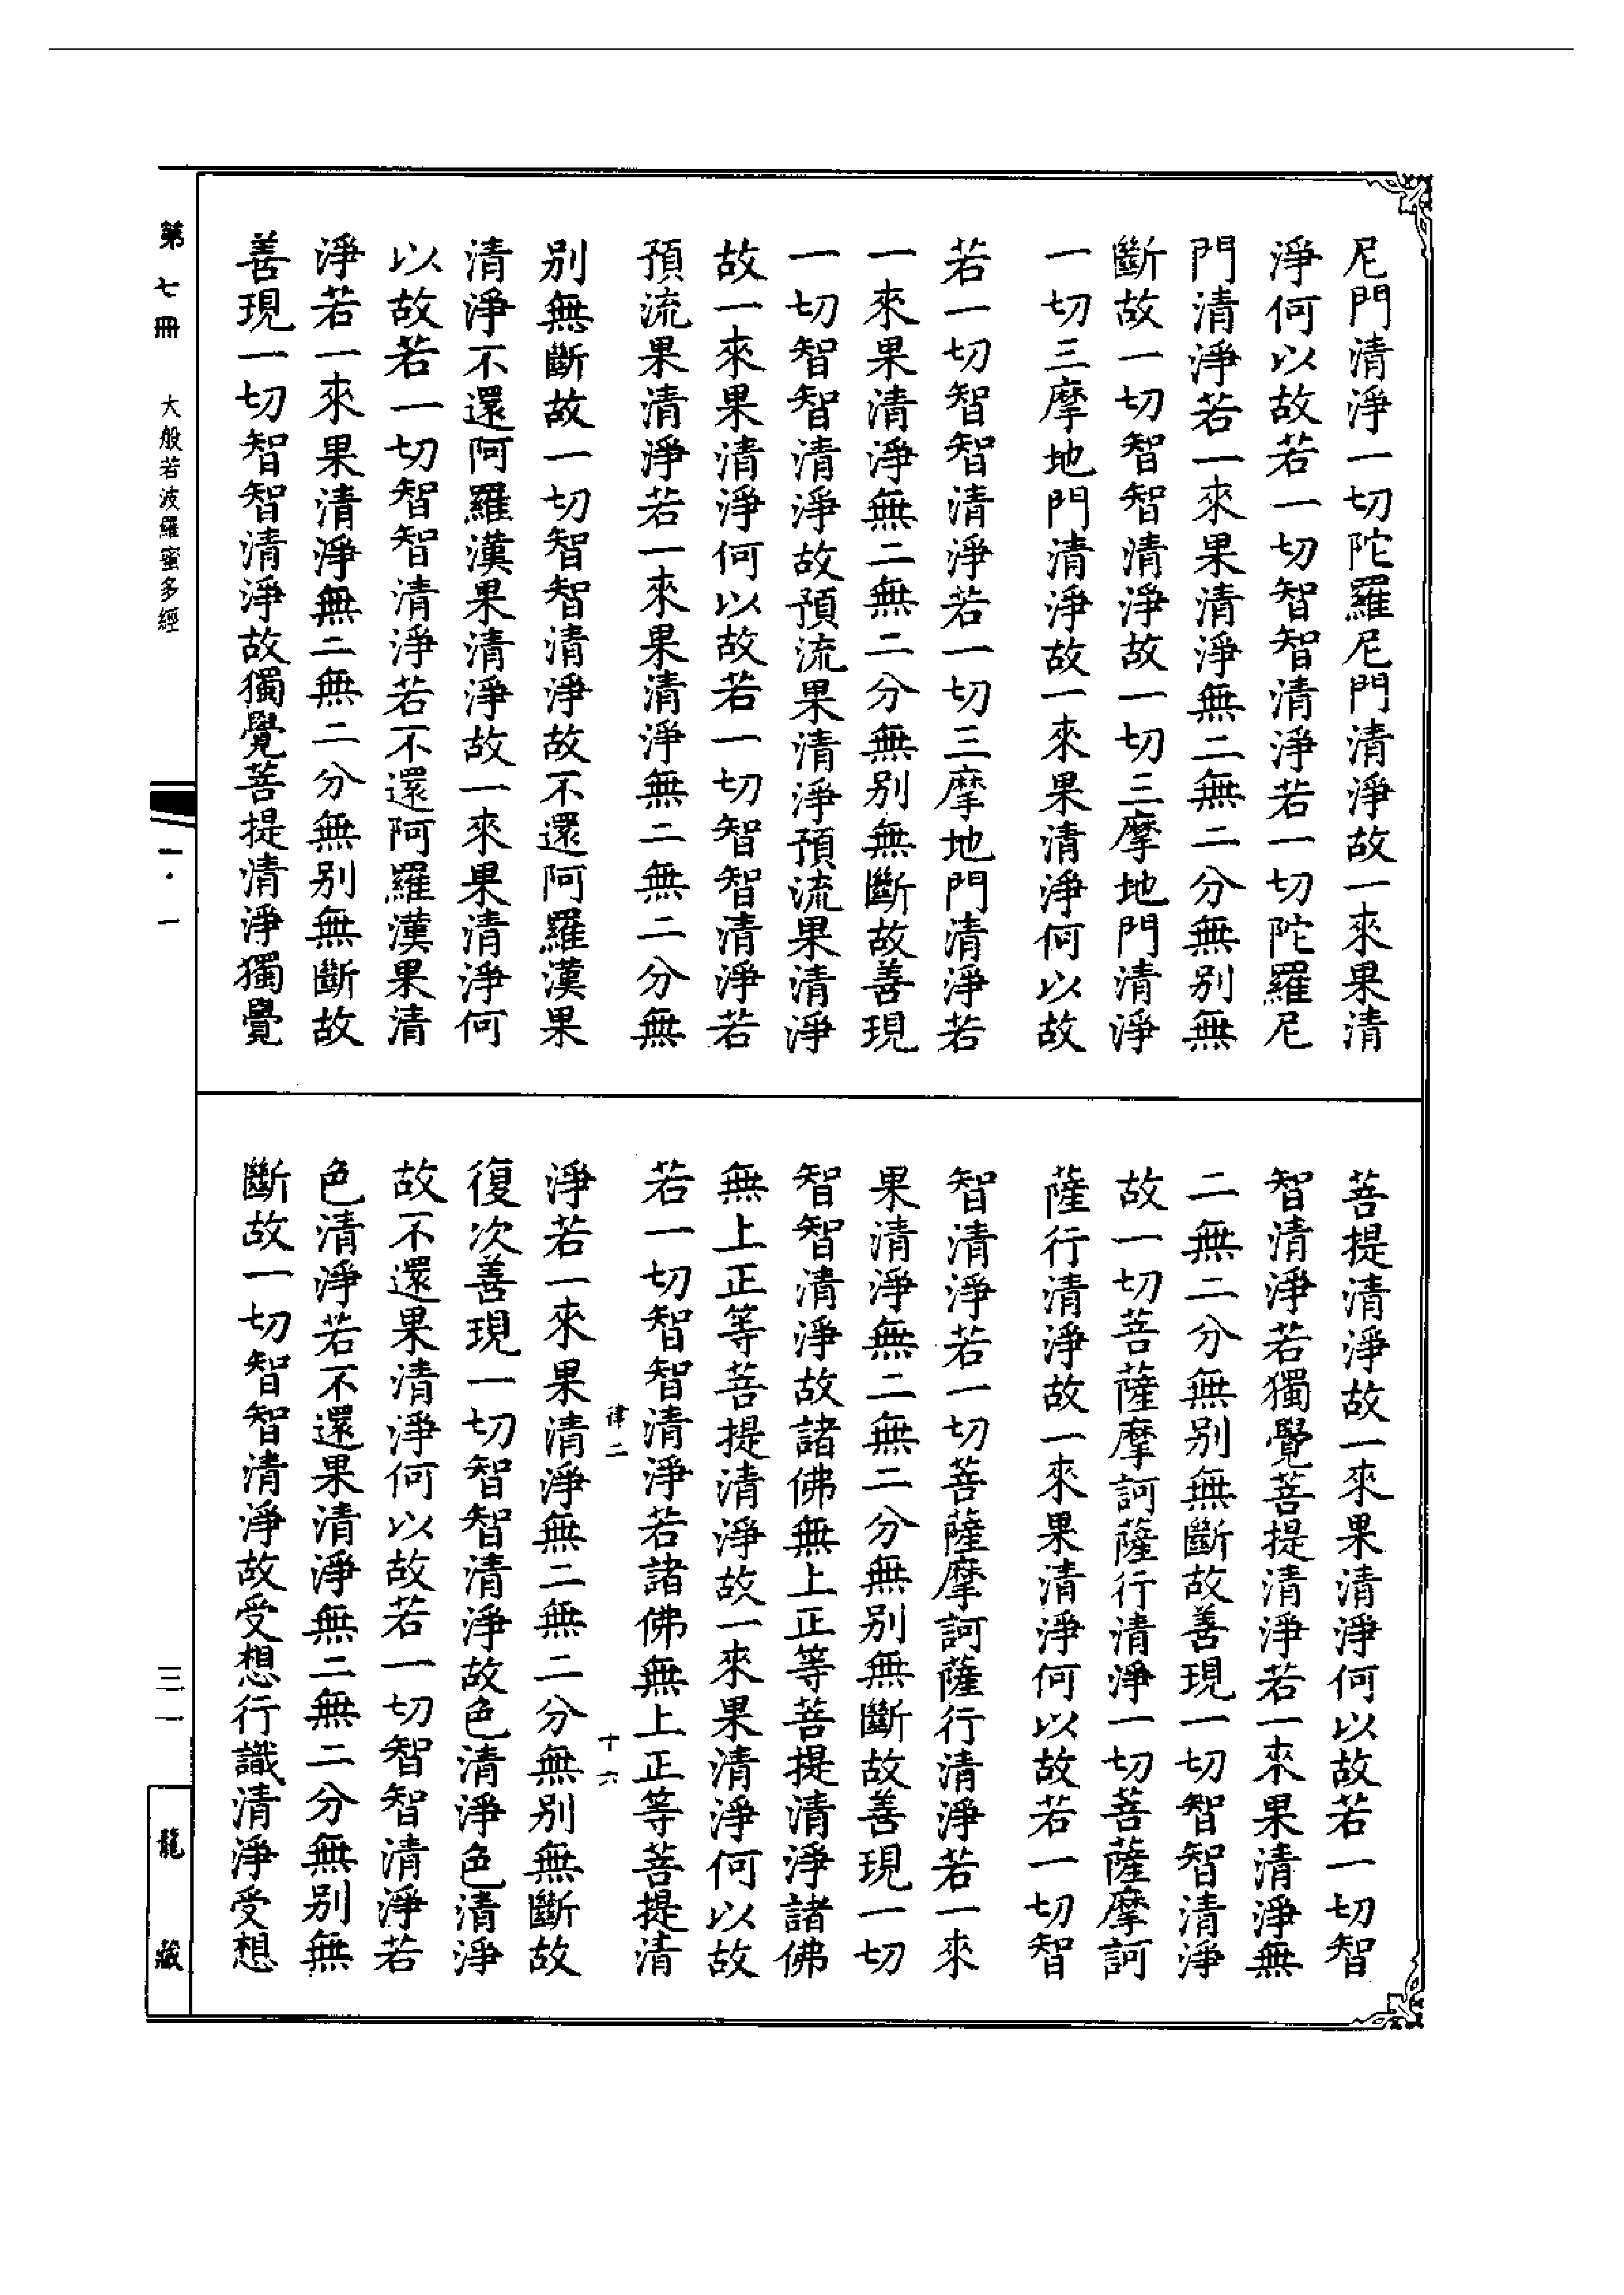 尼門清淨一切陀羅尼門清淨故一來果清
淨何以故若一切智智清淨若一切陀羅尼
門清淨若一來果清淨無二無二分無別無
斷故一切智智清淨故一切三摩地門清淨
一切三摩地門清淨故一來果清淨何以故
若一切智智清淨若一切三摩地門清淨若
一來果清淨無二無二分無別無斷故善現
一切智智清淨故預流果清淨預流果清淨
故一來果清淨何以故若一切智智清淨若
預流果清淨若一來果清淨無二無二分無
別無斷故一切智智清淨故不還阿羅漢果
清淨不還阿羅漢果清淨故一來果清淨何
以故若一切智智清淨若不還阿羅漢果清
淨若一來果清淨無二無二分無別無斷故
善現一切智智清淨故獨覺菩提清淨獨覺
菩提清淨故一來果清淨何以故若一切智
智清淨若獨覺菩提清淨若一來果清淨無
二無二分無別無斷故善現一切智智清淨
故一切菩薩摩訶薩行清淨一切菩薩摩訶
薩行清淨故一來果清淨何以故若一切智
智清淨若一切菩薩摩訶薩行清淨若一來
果清淨無二無二分無別無斷故善現一切
智智清淨故諸佛無上正等菩提清淨諸佛
無上正等菩提清淨故一來果清淨何以故
若一切智智清淨若諸佛無上正等菩提清
律二 十六
淨若一來果清淨無二無二分無別無斷故
復次善現一切智智清淨故色清淨色清淨
故不還果清淨何以故若一切智智清淨若
色清淨若不還果清淨無二無二分無別無
斷故一切智智清淨故受想行識清淨受想
第七冊 大般若波羅蜜多經 一·一 三一 龍藏